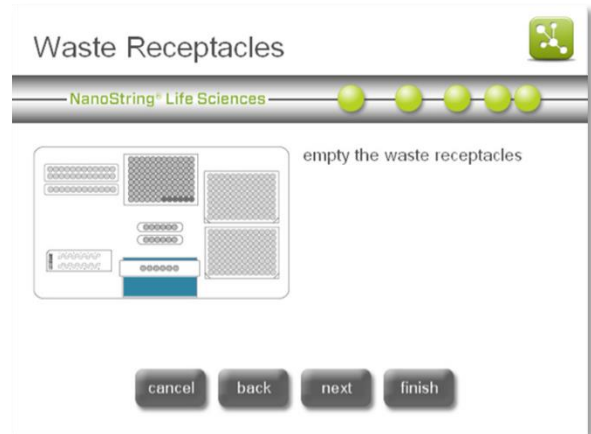 Waste Receptacles
NanoString® Life Sciences
empty the waste receptacles
cancel
back
next
finish